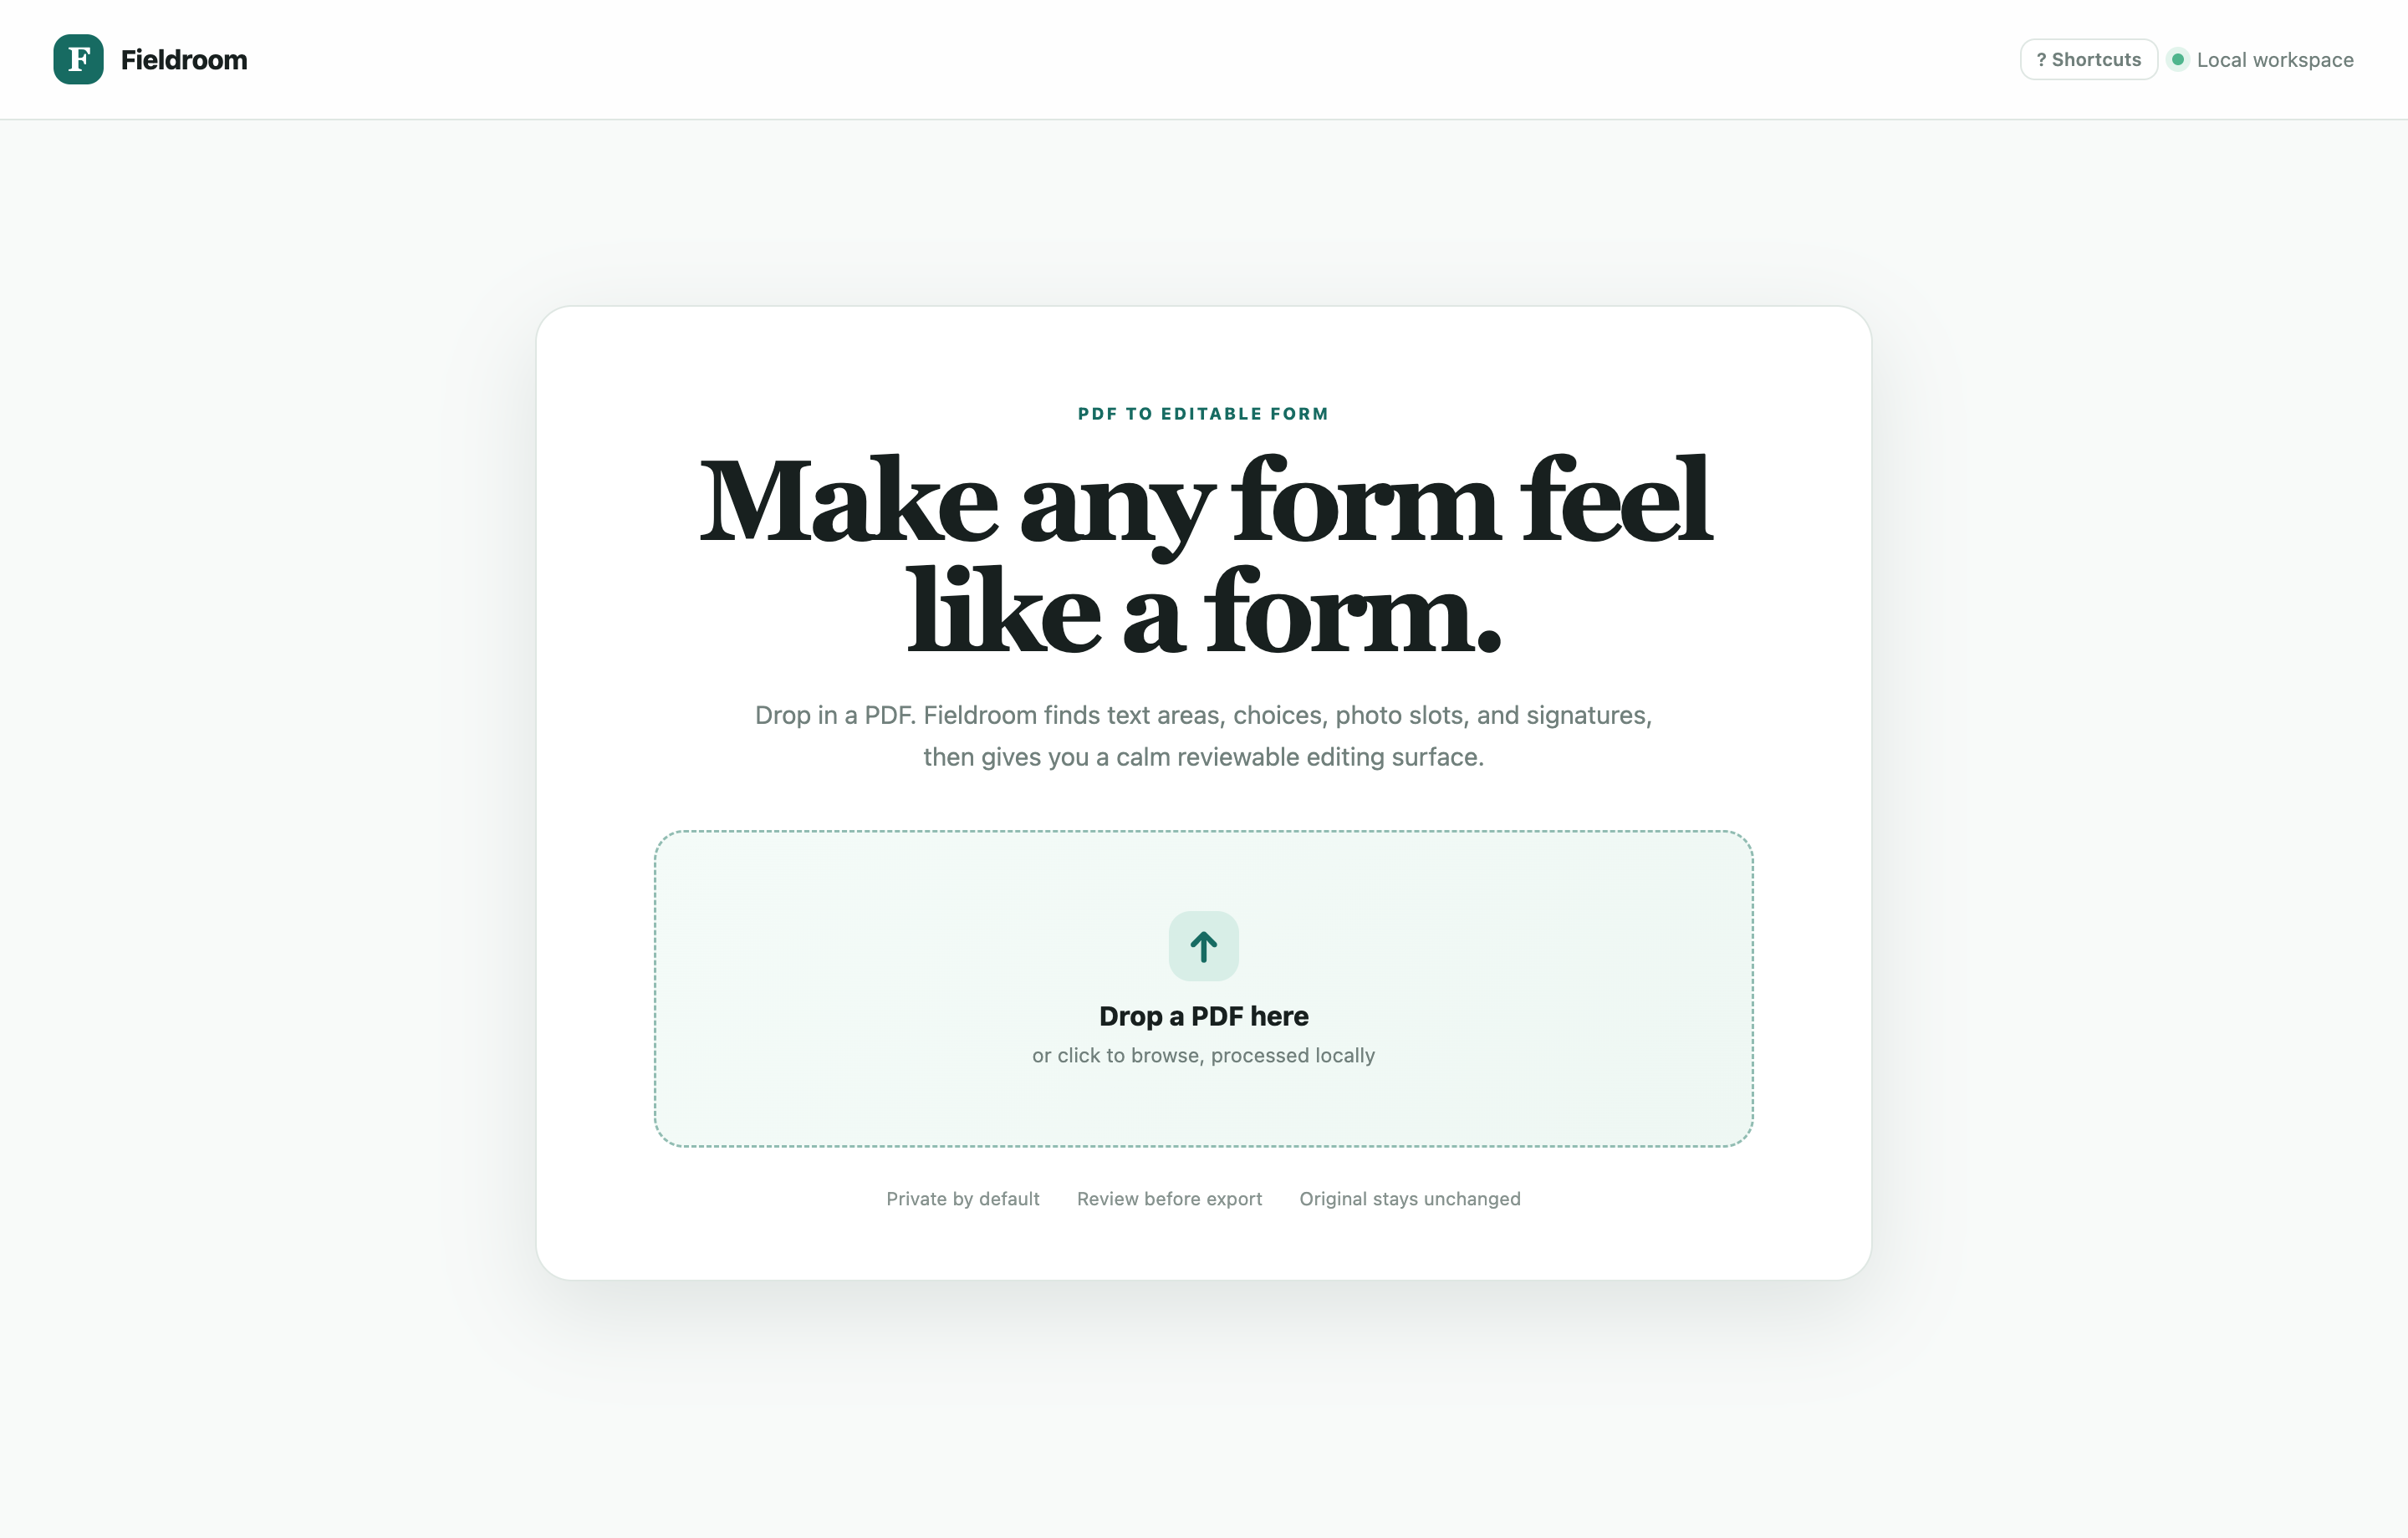 F Fieldroom
? Shortcuts Local workspace
PDF TO EDITABLE FORM
Make any form feel
like a form.
Drop in a PDF. Fieldroom finds text areas, choices, photo slots, and signatures,
then gives you a calm reviewable editing surface.
Drop a PDF here
or click to browse, processed locally
Private by default Review before export Original stays unchanged